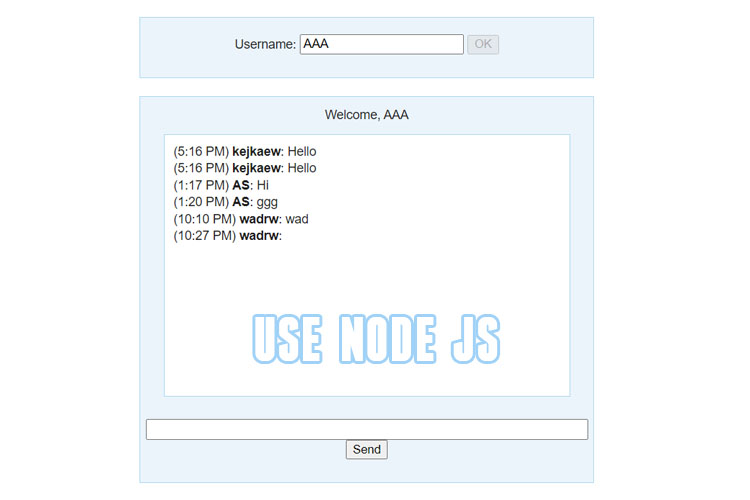 Username: AAA OK
Welcome, AAA
(5:16 PM) kejkaew: Hello
(5:16 PM) kejkaew: Hello
(1:17 PM) AS: Hi
(1:20 PM) AS: ggg
(10:10 PM) wadrw: wad
(10:27 PM) wadrw:
USE NODE JS
Send